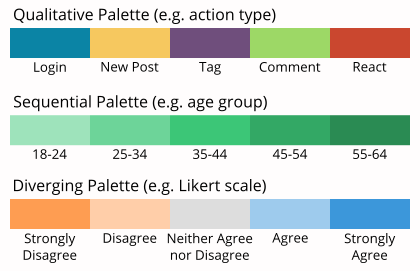 Qualitative Palette (e.g. action type)
Login New Post Tag Comment React
Sequential Palette (e.g. age group)
18-24 25-34 35-44 45-54 55-64
Diverging Palette (e.g. Likert scale)
Strongly Disagree Disagree Neither Agree nor Disagree Agree Strongly Agree